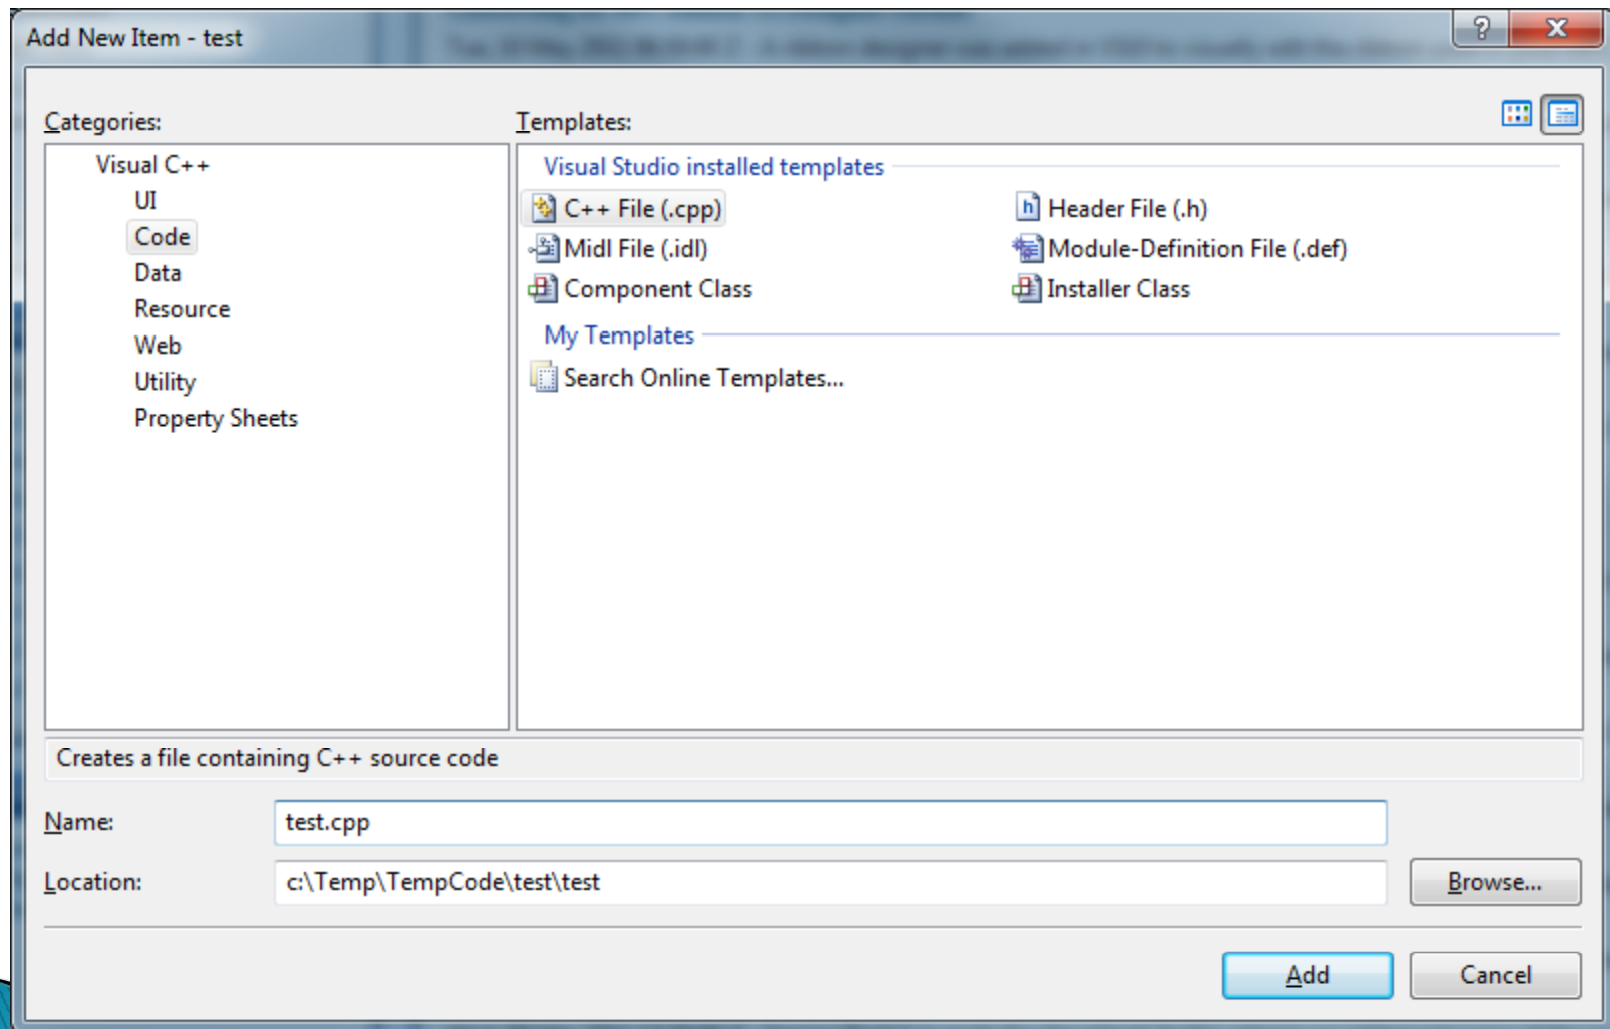 Add New Item - test
Categories:
Templates:
Visual C++
UI
Code
Data
Resource
Web
Utility
Property Sheets
Visual Studio installed templates
C++ File (.cpp)
Header File (.h)
Midl File (.idl)
Module-Definition File (.def)
Component Class
Installer Class
My Templates
Search Online Templates...
Creates a file containing C++ source code
Name:
test.cpp
Location:
c:\Temp\TempCode\test\test
Browse...
Add
Cancel